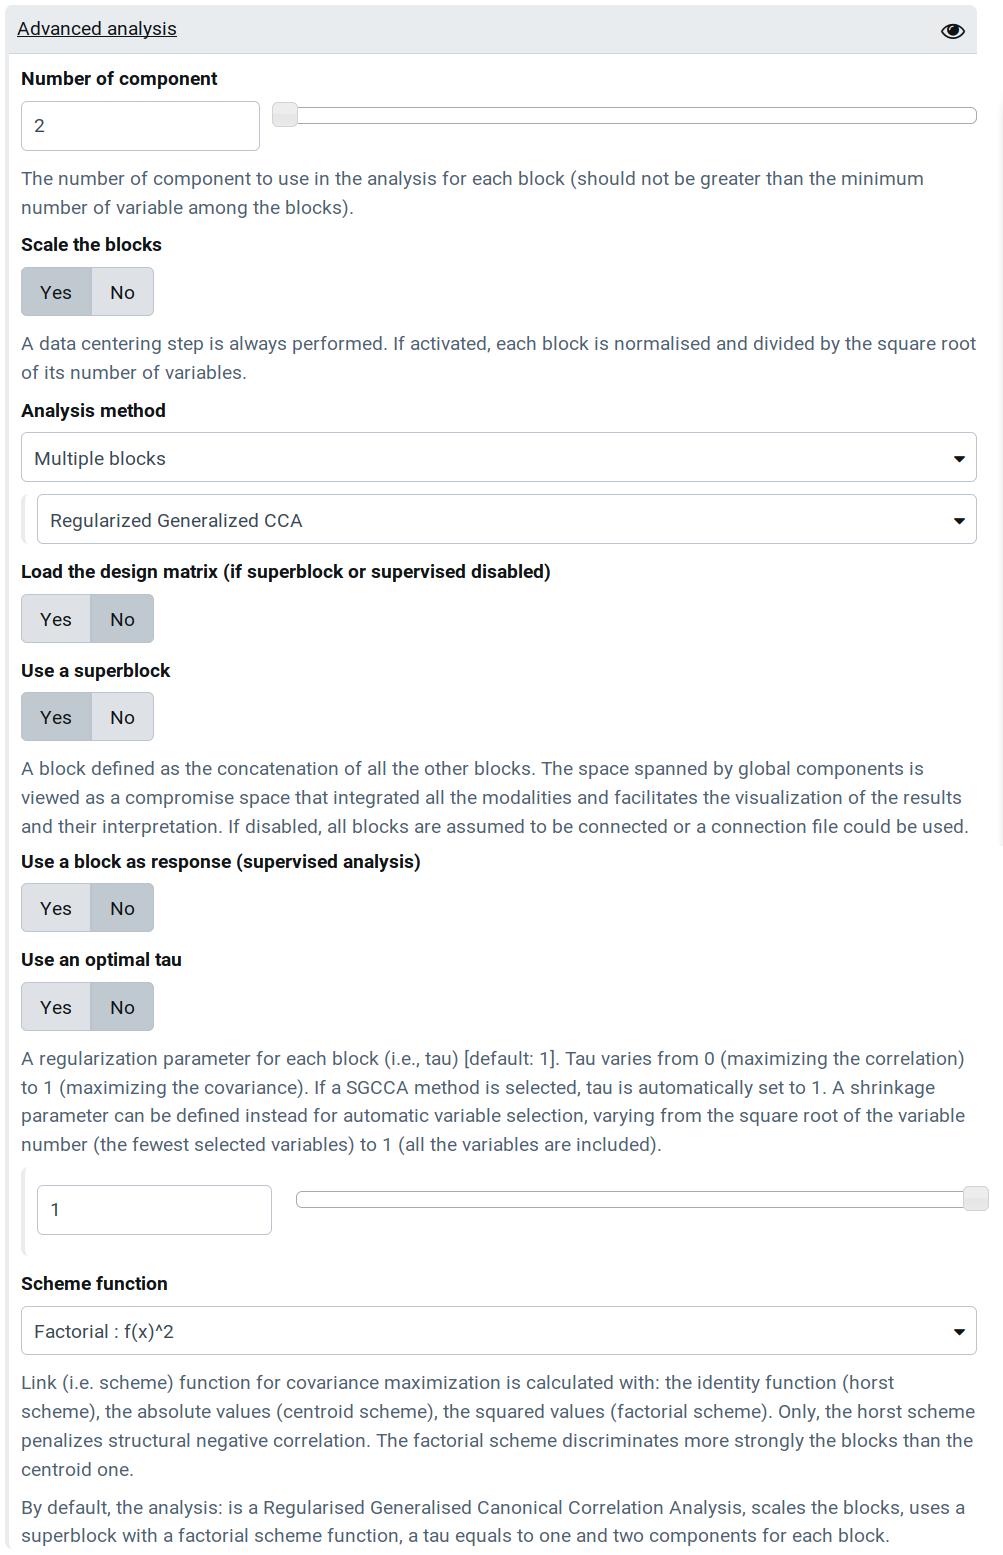 Advanced analysis
Number of component
2
The number of component to use in the analysis for each block (should not be greater than the minimum
number of variable among the blocks).
Scale the blocks
Yes No
A data centering step is always performed. If activated, each block is normalised and divided by the square root
of its number of variables.
Analysis method
Multiple blocks
Regularized Generalized CCA
Load the design matrix (if superblock or supervised disabled)
Yes No
Use a superblock
Yes No
A block defined as the concatenation of all the other blocks. The space spanned by global components is
viewed as a compromise space that integrated all the modalities and facilitates the visualization of the results
and their interpretation. If disabled, all blocks are assumed to be connected or a connection file could be used.
Use a block as response (supervised analysis)
Yes No
Use an optimal tau
Yes No
A regularization parameter for each block (i.e., tau) [default: 1]. Tau varies from 0 (maximizing the correlation)
to 1 (maximizing the covariance). If a SGCCA method is selected, tau is automatically set to 1. A shrinkage
parameter can be defined instead for automatic variable selection, varying from the square root of the variable
number (the fewest selected variables) to 1 (all the variables are included).
1
Scheme function
Factorial : f(x)^2
Link (i.e. scheme) function for covariance maximization is calculated with: the identity function (horst
scheme), the absolute values (centroid scheme), the squared values (factorial scheme). Only, the horst scheme
penalizes structural negative correlation. The factorial scheme discriminates more strongly the blocks than the
centroid one.
By default, the analysis: is a Regularised Generalised Canonical Correlation Analysis, scales the blocks, uses a
superblock with a factorial scheme function, a tau equals to one and two components for each block.